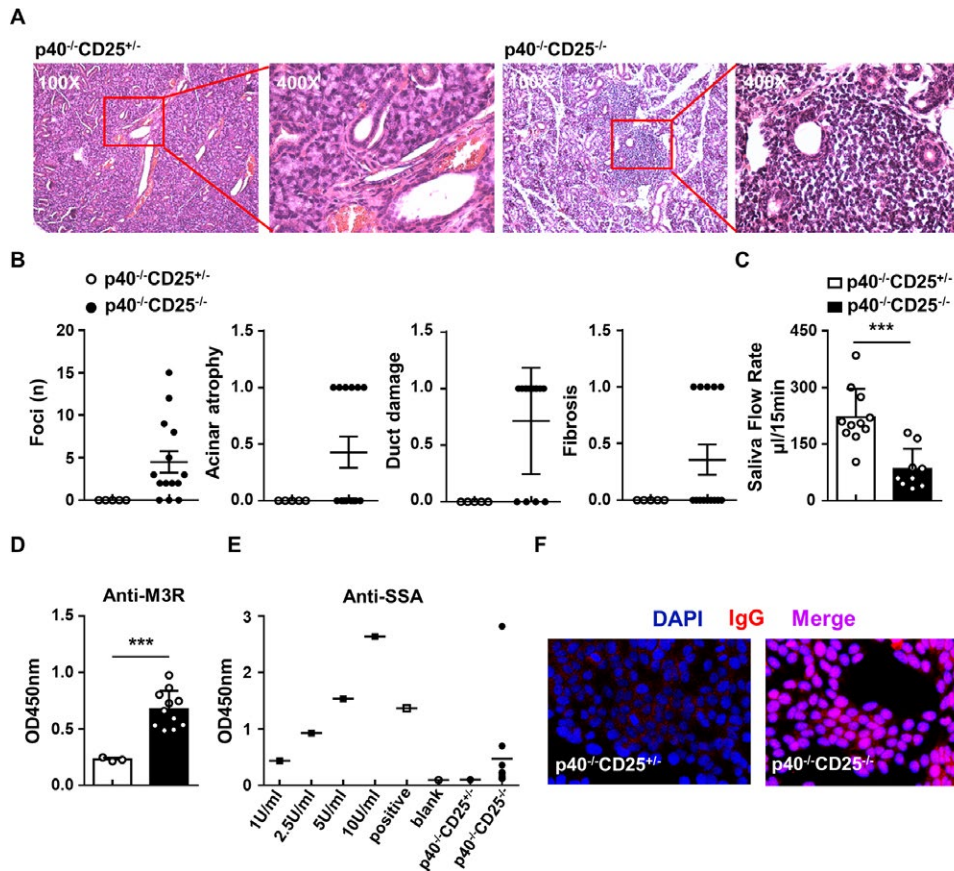 A
p40-/-CD25+/-
p40-/-CD25-/-
100X
400X
100X
400X
B
p40-/-CD25+/-
p40-/-CD25-/-
Foci (n)
20
15
10
5
0
Acinar atrophy
1.5
1.0
0.5
0.0
Duct damage
1.5
1.0
0.5
0.0
Fibrosis
1.5
1.0
0.5
0.0
C
p40-/-CD25+/-
p40-/-CD25-/-
Saliva Flow Rate
µl/15min
450
300
150
0
***
D
Anti-M3R
OD450nm
1.5
1.0
0.5
0.0
***
E
Anti-SSA
OD450nm
3
2
1
0
1U/ml
2.5U/ml
5U/ml
10U/ml
positive
blank
p40-/-CD25+/-
p40-/-CD25-/-
F
DAPI IgG Merge
p40-/-CD25+/-
p40-/-CD25-/-